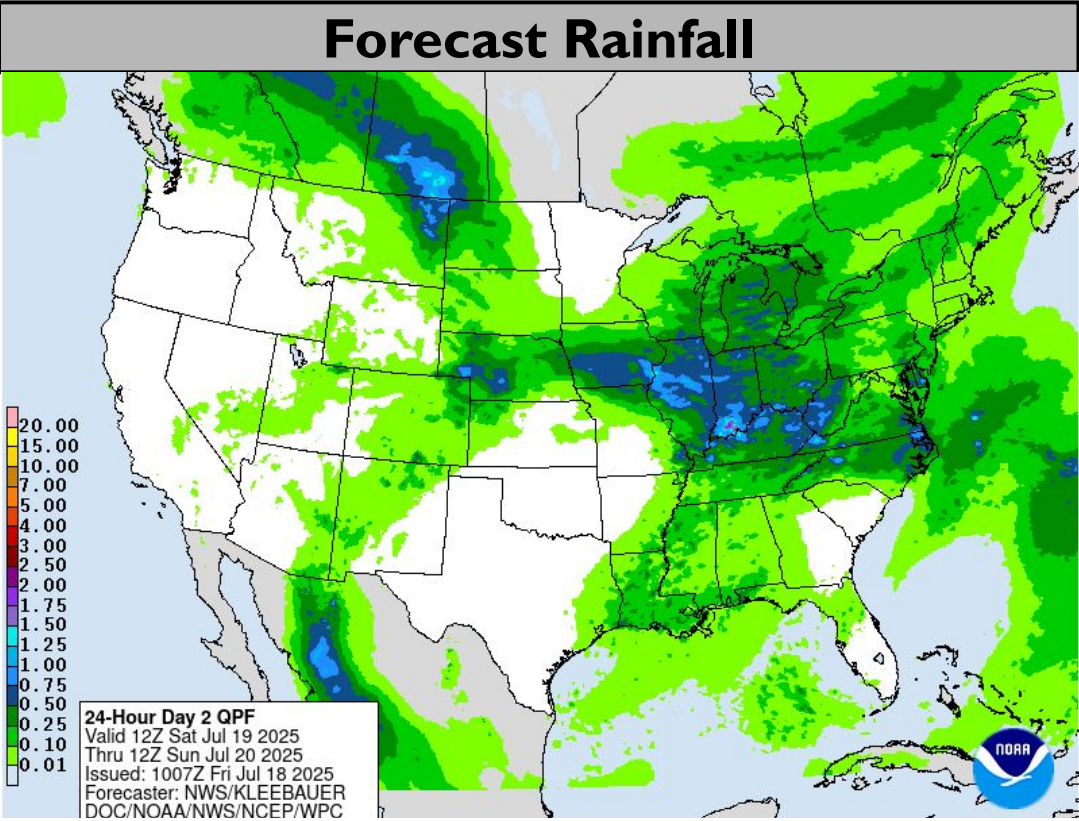 Forecast Rainfall
20.00
15.00
10.00
7.00
5.00
4.00
3.00
2.50
2.00
1.75
1.50
1.25
1.00
0.75
0.50
0.25
0.10
0.01
24-Hour Day 2 QPF
Valid 12Z Sat Jul 19 2025
Thru 12Z Sun Jul 20 2025
Issued: 1007Z Fri Jul 18 2025
Forecaster: NWS/KLEEBAUER
DOC/NOAA/NWS/NCEP/WPC
NOAA